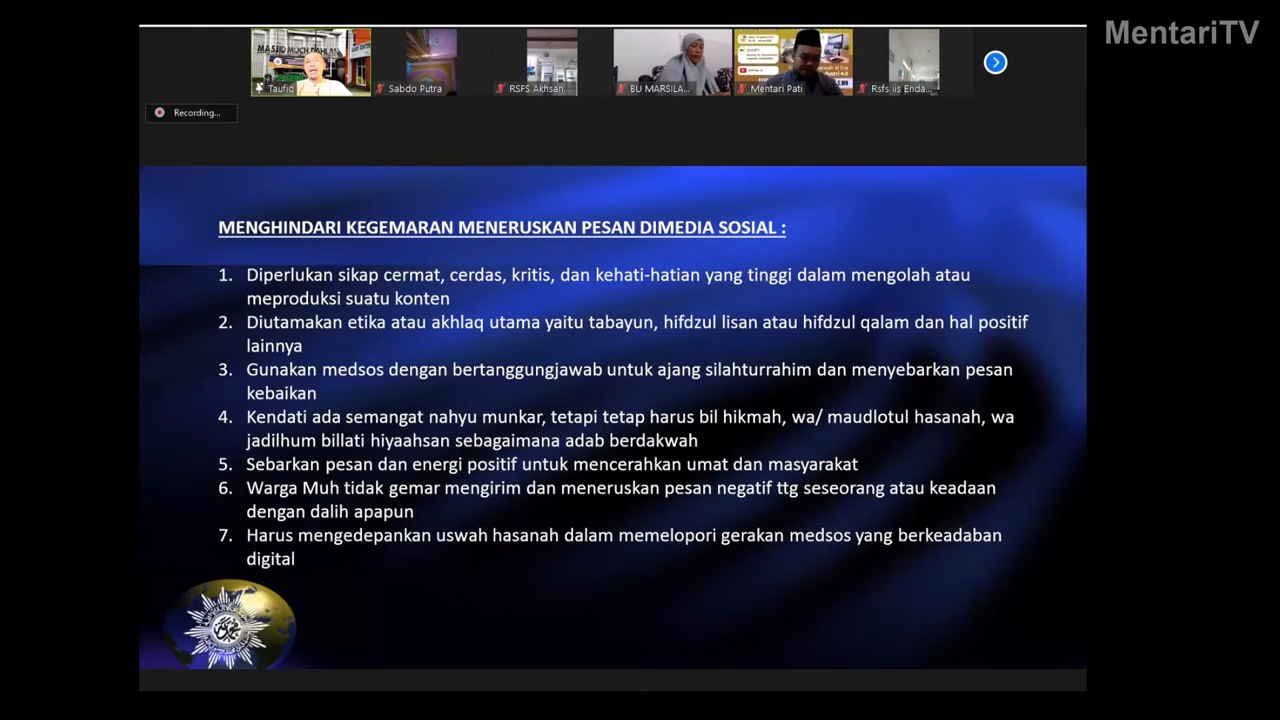 MentariTV
MASJID MUCH DAHLAN
Taufiq
Sabdo Putra
RSFS Akhsan...
BU MARSILA...
Mentari Pati
Rsfs iis Enda...
Recording...
MENGHINDARI KEGEMARAN MENERUSKAN PESAN DIMEDIA SOSIAL :
1. Diperlukan sikap cermat, cerdas, kritis, dan kehati-hatian yang tinggi dalam mengolah atau
meproduksi suatu konten
2. Diutamakan etika atau akhlaq utama yaitu tabayun, hifdzul lisan atau hifdzul qalam dan hal positif
lainnya
3. Gunakan medsos dengan bertanggungjawab untuk ajang silahturrahim dan menyebarkan pesan
kebaikan
4. Kendati ada semangat nahyu munkar, tetapi tetap harus bil hikmah, wa/ maudlotul hasanah, wa
jadilhum billati hiyaahsan sebagaimana adab berdakwah
5. Sebarkan pesan dan energi positif untuk mencerahkan umat dan masyarakat
6. Warga Muh tidak gemar mengirim dan meneruskan pesan negatif ttg seseorang atau keadaan
dengan dalih apapun
7. Harus mengedepankan uswah hasanah dalam memelopori gerakan medsos yang berkeadaban
digital